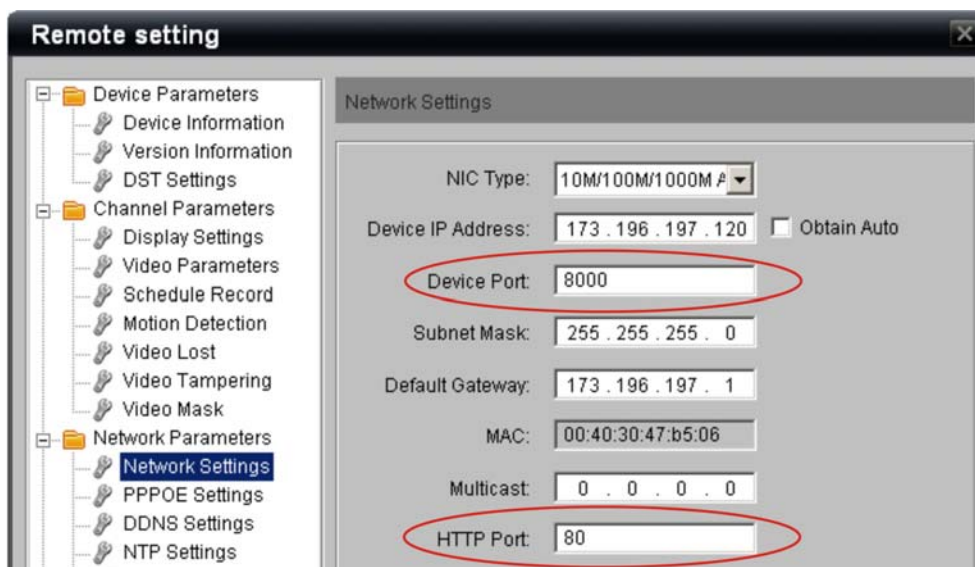 Remote setting
Device Parameters
Device Information
Version Information
DST Settings
Channel Parameters
Display Settings
Video Parameters
Schedule Record
Motion Detection
Video Lost
Video Tampering
Video Mask
Network Parameters
Network Settings
PPPOE Settings
DDNS Settings
NTP Settings
Network Settings
NIC Type: 10M/100M/1000M A
Device IP Address: 173 . 196 . 197 . 120 Obtain Auto
Device Port: 8000
Subnet Mask: 255 . 255 . 255 . 0
Default Gateway: 173 . 196 . 197 . 1
MAC: 00:40:30:47:b5:06
Multicast: 0 . 0 . 0 . 0
HTTP Port: 80